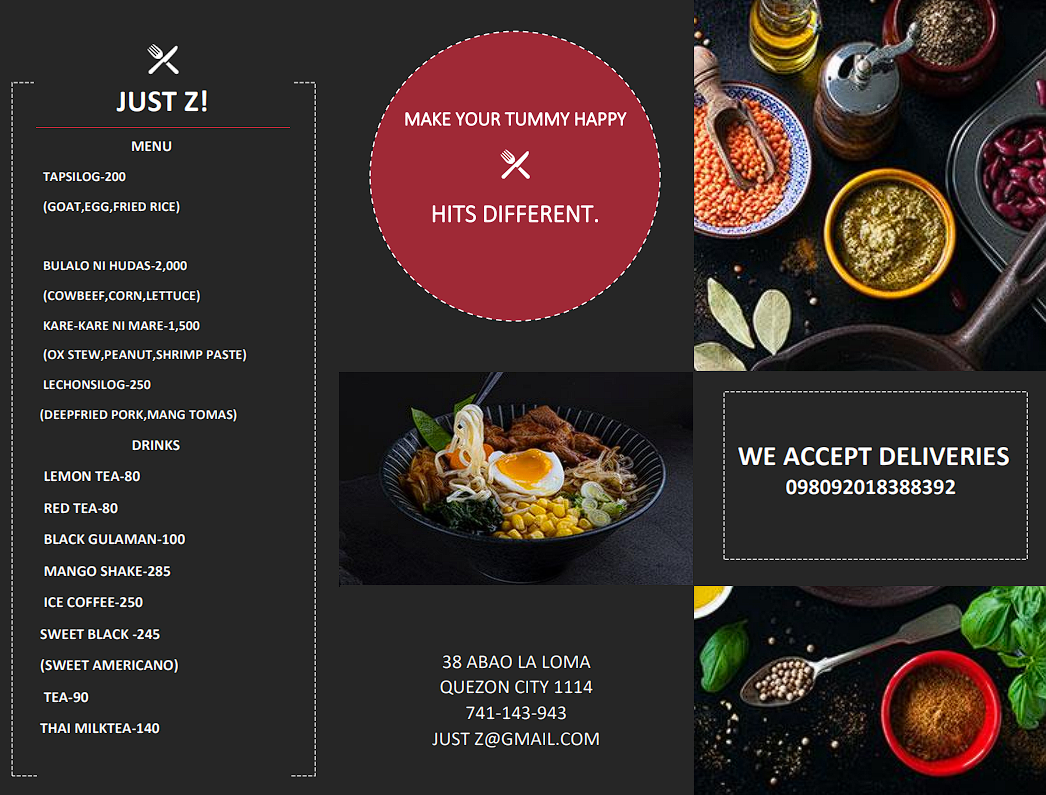 JUST Z!
MENU
TAPSILOG-200
(GOAT,EGG,FRIED RICE)
BULALO NI HUDAS-2,000
(COWBEEF,CORN,LETTUCE)
KARE-KARE NI MARE-1,500
(OX STEW,PEANUT,SHRIMP PASTE)
LECHONSILOG-250
(DEEPFRIED PORK,MANG TOMAS)
DRINKS
LEMON TEA-80
RED TEA-80
BLACK GULAMAN-100
MANGO SHAKE-285
ICE COFFEE-250
SWEET BLACK -245
(SWEET AMERICANO)
TEA-90
THAI MILKTEA-140
MAKE YOUR TUMMY HAPPY
HITS DIFFERENT.
38 ABAO LA LOMA
QUEZON CITY 1114
741-143-943
JUST Z@GMAIL.COM
WE ACCEPT DELIVERIES
098092018388392